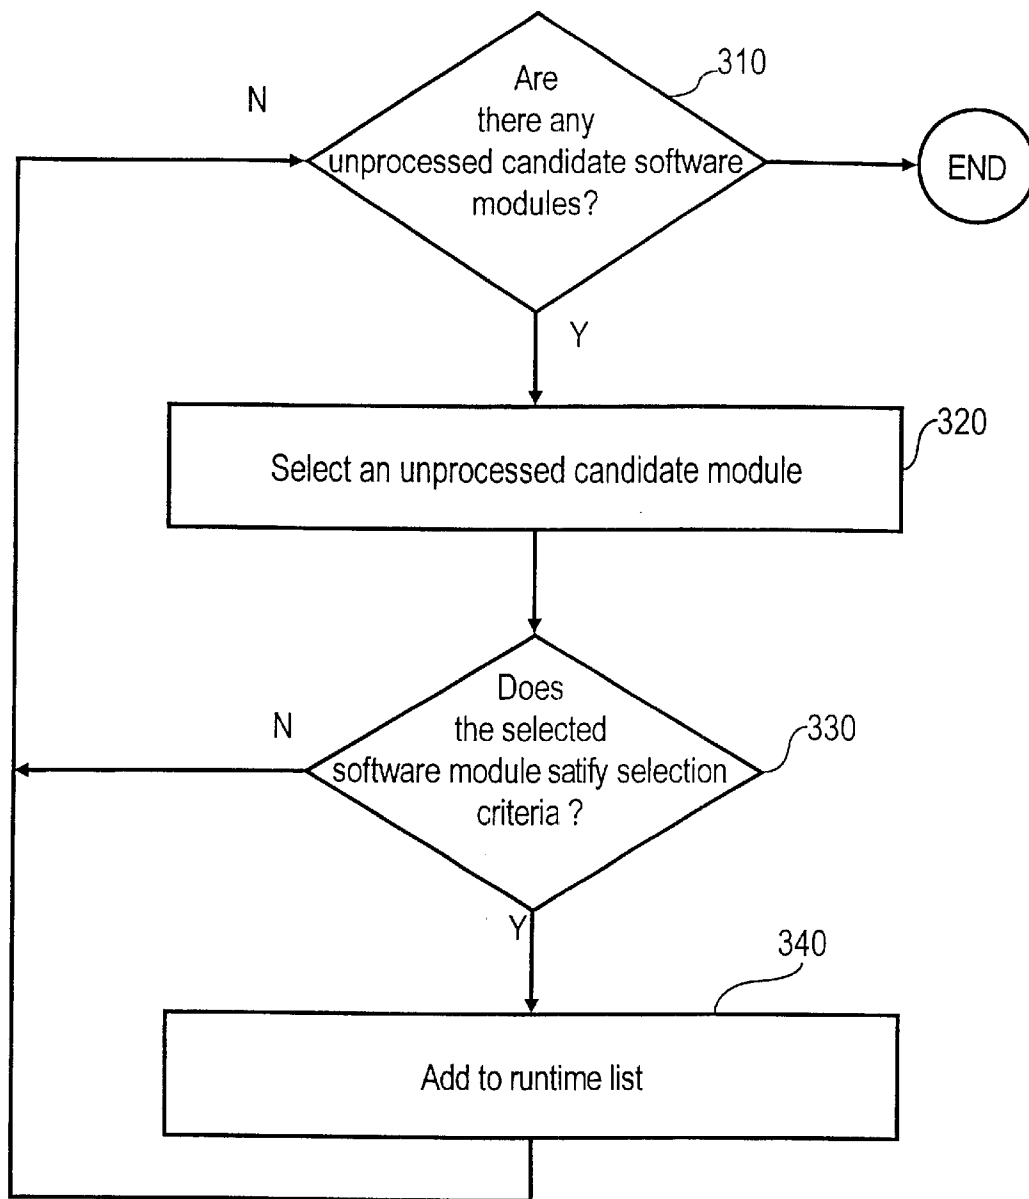 310
N
Are
there any
unprocessed candidate software
modules?
END
Y
320
Select an unprocessed candidate module
Does
the selected
software module satify selection
criteria ?
N
330
Y
340
Add to runtime list